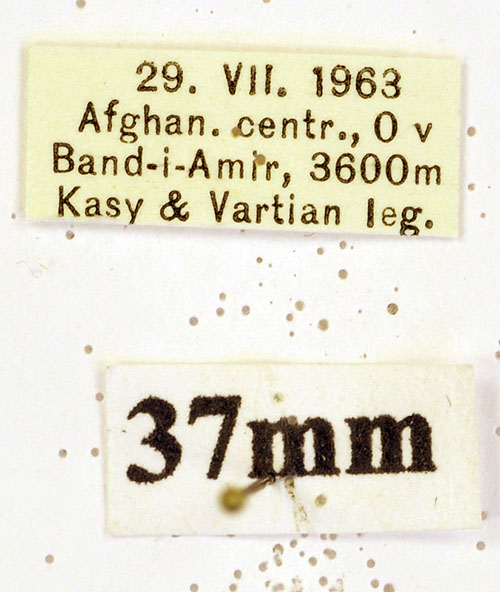 29. VII. 1963
Afghan. centr., O v
Band-i-Amir, 3600m
Kasy & Vartian leg.
37mm